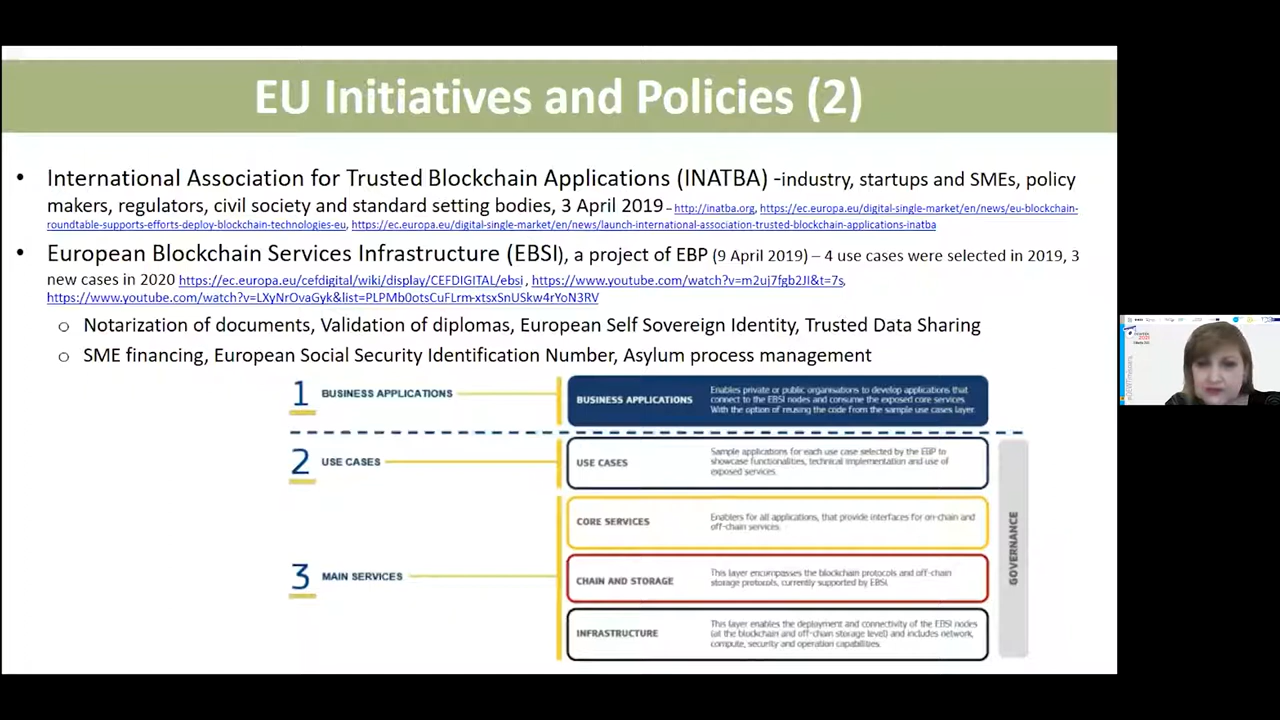 EU Initiatives and Policies (2)
• International Association for Trusted Blockchain Applications (INATBA) -industry, startups and SMEs, policy
makers, regulators, civil society and standard setting bodies, 3 April 2019 – http://inatba.org, https://ec.europa.eu/digital-single-market/en/news/eu-blockchain-
roundtable-supports-efforts-deploy-blockchain-technologies-eu, https://ec.europa.eu/digital-single-market/en/news/launch-international-association-trusted-blockchain-applications-inatba
• European Blockchain Services Infrastructure (EBSI), a project of EBP (9 April 2019) – 4 use cases were selected in 2019, 3
new cases in 2020 https://ec.europa.eu/cefdigital/wiki/display/CEFDIGITAL/ebsi, https://www.youtube.com/watch?v=m2uj7fgb2JI&t=7s,
https://www.youtube.com/watch?v=LXyNrOvaGyk&list=PLPMb0otsCuFLrm-xtsxSnUSkw4rYoN3RV
o Notarization of documents, Validation of diplomas, European Self Sovereign Identity, Trusted Data Sharing
o SME financing, European Social Security Identification Number, Asylum process management
1 BUSINESS APPLICATIONS
BUSINESS APPLICATIONS
Enables private or public organisations to develop applications that
connect to the EBSI nodes and consume the exposed core services.
With the option of reusing the code from the sample use cases layer.
2 USE CASES
USE CASES
Sample applications for each use case selected by the EBP to
showcase functionalities, technical implementation and use of
exposed services.
CORE SERVICES
Enablers for all applications, that provide interfaces for on-chain and
off-chain services.
3 MAIN SERVICES
CHAIN AND STORAGE
This layer encompasses the blockchain protocols and off-chain
storage protocols, currently supported by EBSI.
INFRASTRUCTURE
This layer enables the deployment and connectivity of the EBSI nodes
(at the blockchain and off-chain storage level) and includes network,
compute, security and operation capabilities.
GOVERNANCE
2021